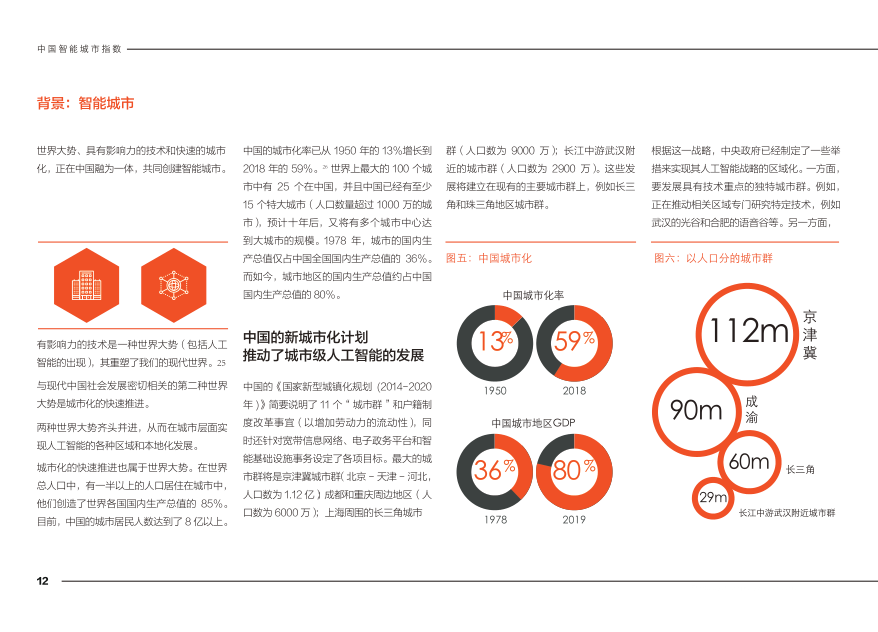 中国智能城市指数
背景：智能城市
世界大势、具有影响力的技术和快速的城市
化，正在中国融为一体，共同创建智能城市。
有影响力的技术是一种世界大势（包括人工
智能的出现），其重塑了我们的现代世界。25
与现代中国社会发展密切相关的第二种世界
大势是城市化的快速推进。
两种世界大势齐头并进，从而在城市层面实
现人工智能的各种区域和本地化发展。
城市化的快速推进也属于世界大势。在世界
总人口中，有一半以上的人口居住在城市中，
他们创造了世界各国国内生产总值的 85%。
目前，中国的城市居民人数达到了 8 亿以上。
中国的城市化率已从 1950 年的 13%增长到
2018 年的 59%。²⁶ 世界上最大的 100 个城
市中有 25 个在中国，并且中国已经有至少
15 个特大城市（人口数量超过 1000 万的城
市），预计十年后，又将有多个城市中心达
到大城市的规模。1978 年，城市的国内生
产总值仅占中国全国国内生产总值的 36%。
而如今，城市地区的国内生产总值约占中国
国内生产总值的 80%。
中国的新城市化计划
推动了城市级人工智能的发展
中国的《国家新型城镇化规划 (2014-2020
年)》简要说明了 11 个“城市群”和户籍制
度改革事宜（以增加劳动力的流动性），同
时还针对宽带信息网络、电子政务平台和智
能基础设施事务设定了各项目标。最大的城
市群将是京津冀城市群（北京 – 天津 – 河北，
人口数为 1.12 亿）；成都和重庆周边地区（人
口数为 6000 万）；上海周围的长三角城市
群（人口数为 9000 万）；长江中游武汉附
近的城市群（人口数为 2900 万）。这些发
展将建立在现有的主要城市群上，例如长三
角和珠三角地区城市群。
图五：中国城市化
中国城市化率
13%
59%
1950
2018
中国城市地区GDP
36%
80%
1978
2019
根据这一战略，中央政府已经制定了一些举
措来实现其人工智能战略的区域化。一方面，
要发展具有技术重点的独特城市群。例如，
正在推动相关区域专门研究特定技术，例如
武汉的光谷和合肥的语音谷等。另一方面，
图六：以人口分的城市群
112m
京津冀
90m
成渝
60m
长三角
29m
长江中游武汉附近城市群
12